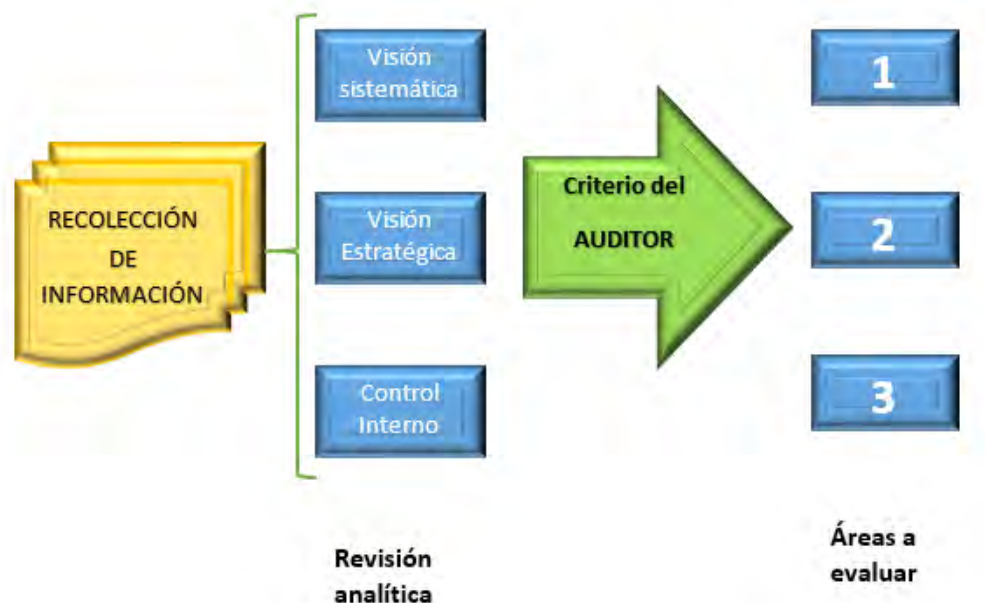 RECOLECCIÓN
DE
INFORMACIÓN
Visión
sistemática
Visión
Estratégica
Control
Interno
Revisión
analítica
Criterio del
AUDITOR
1
2
3
Áreas a
evaluar